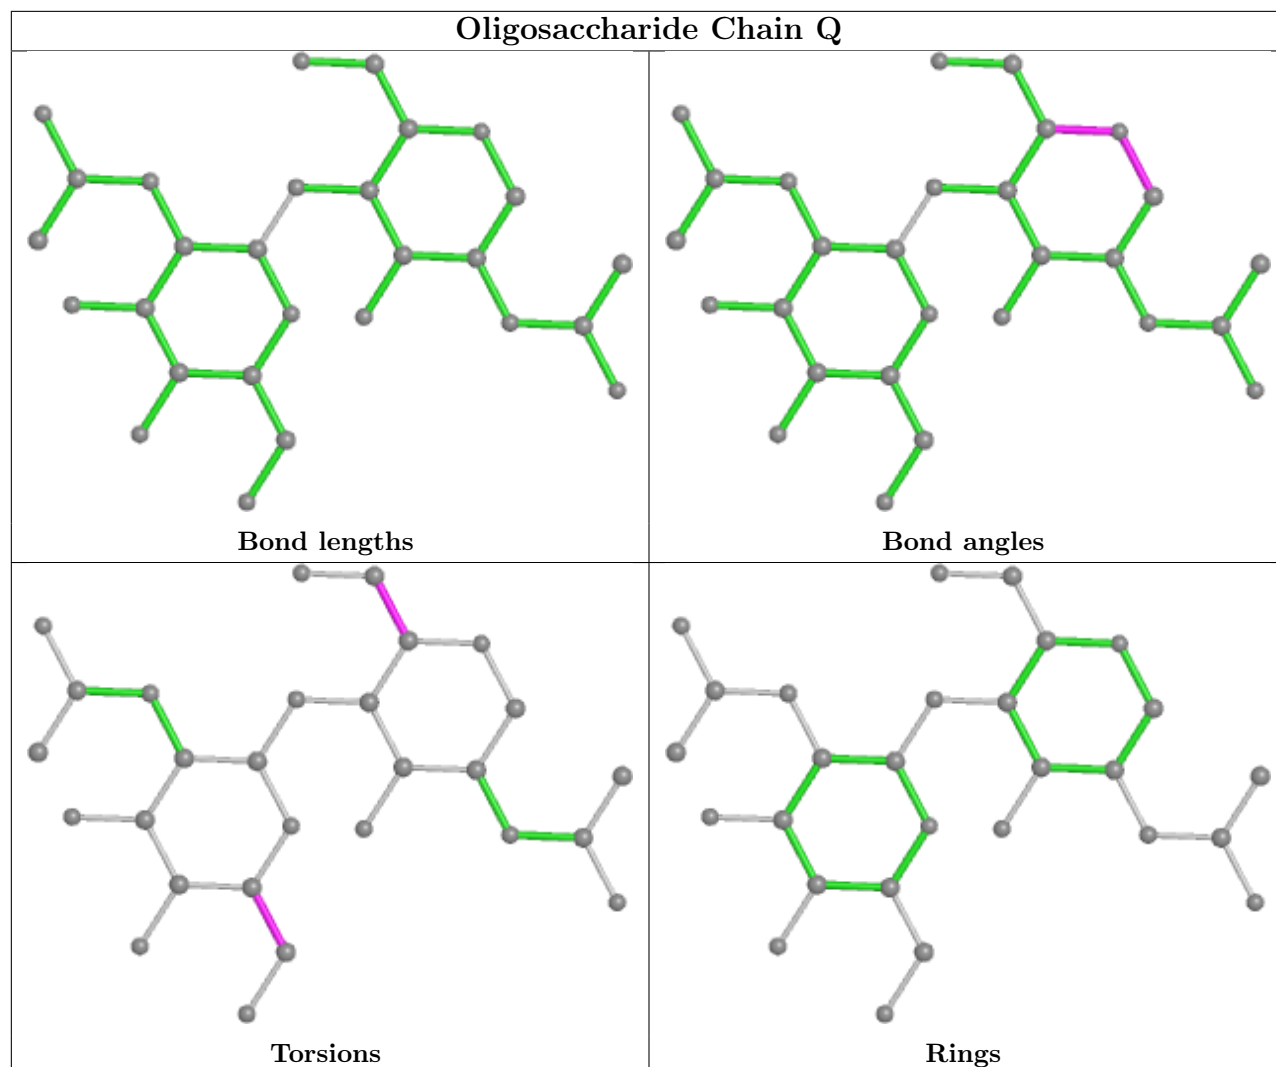 Oligosaccharide Chain Q
Bond lengths
Bond angles
Torsions
Rings